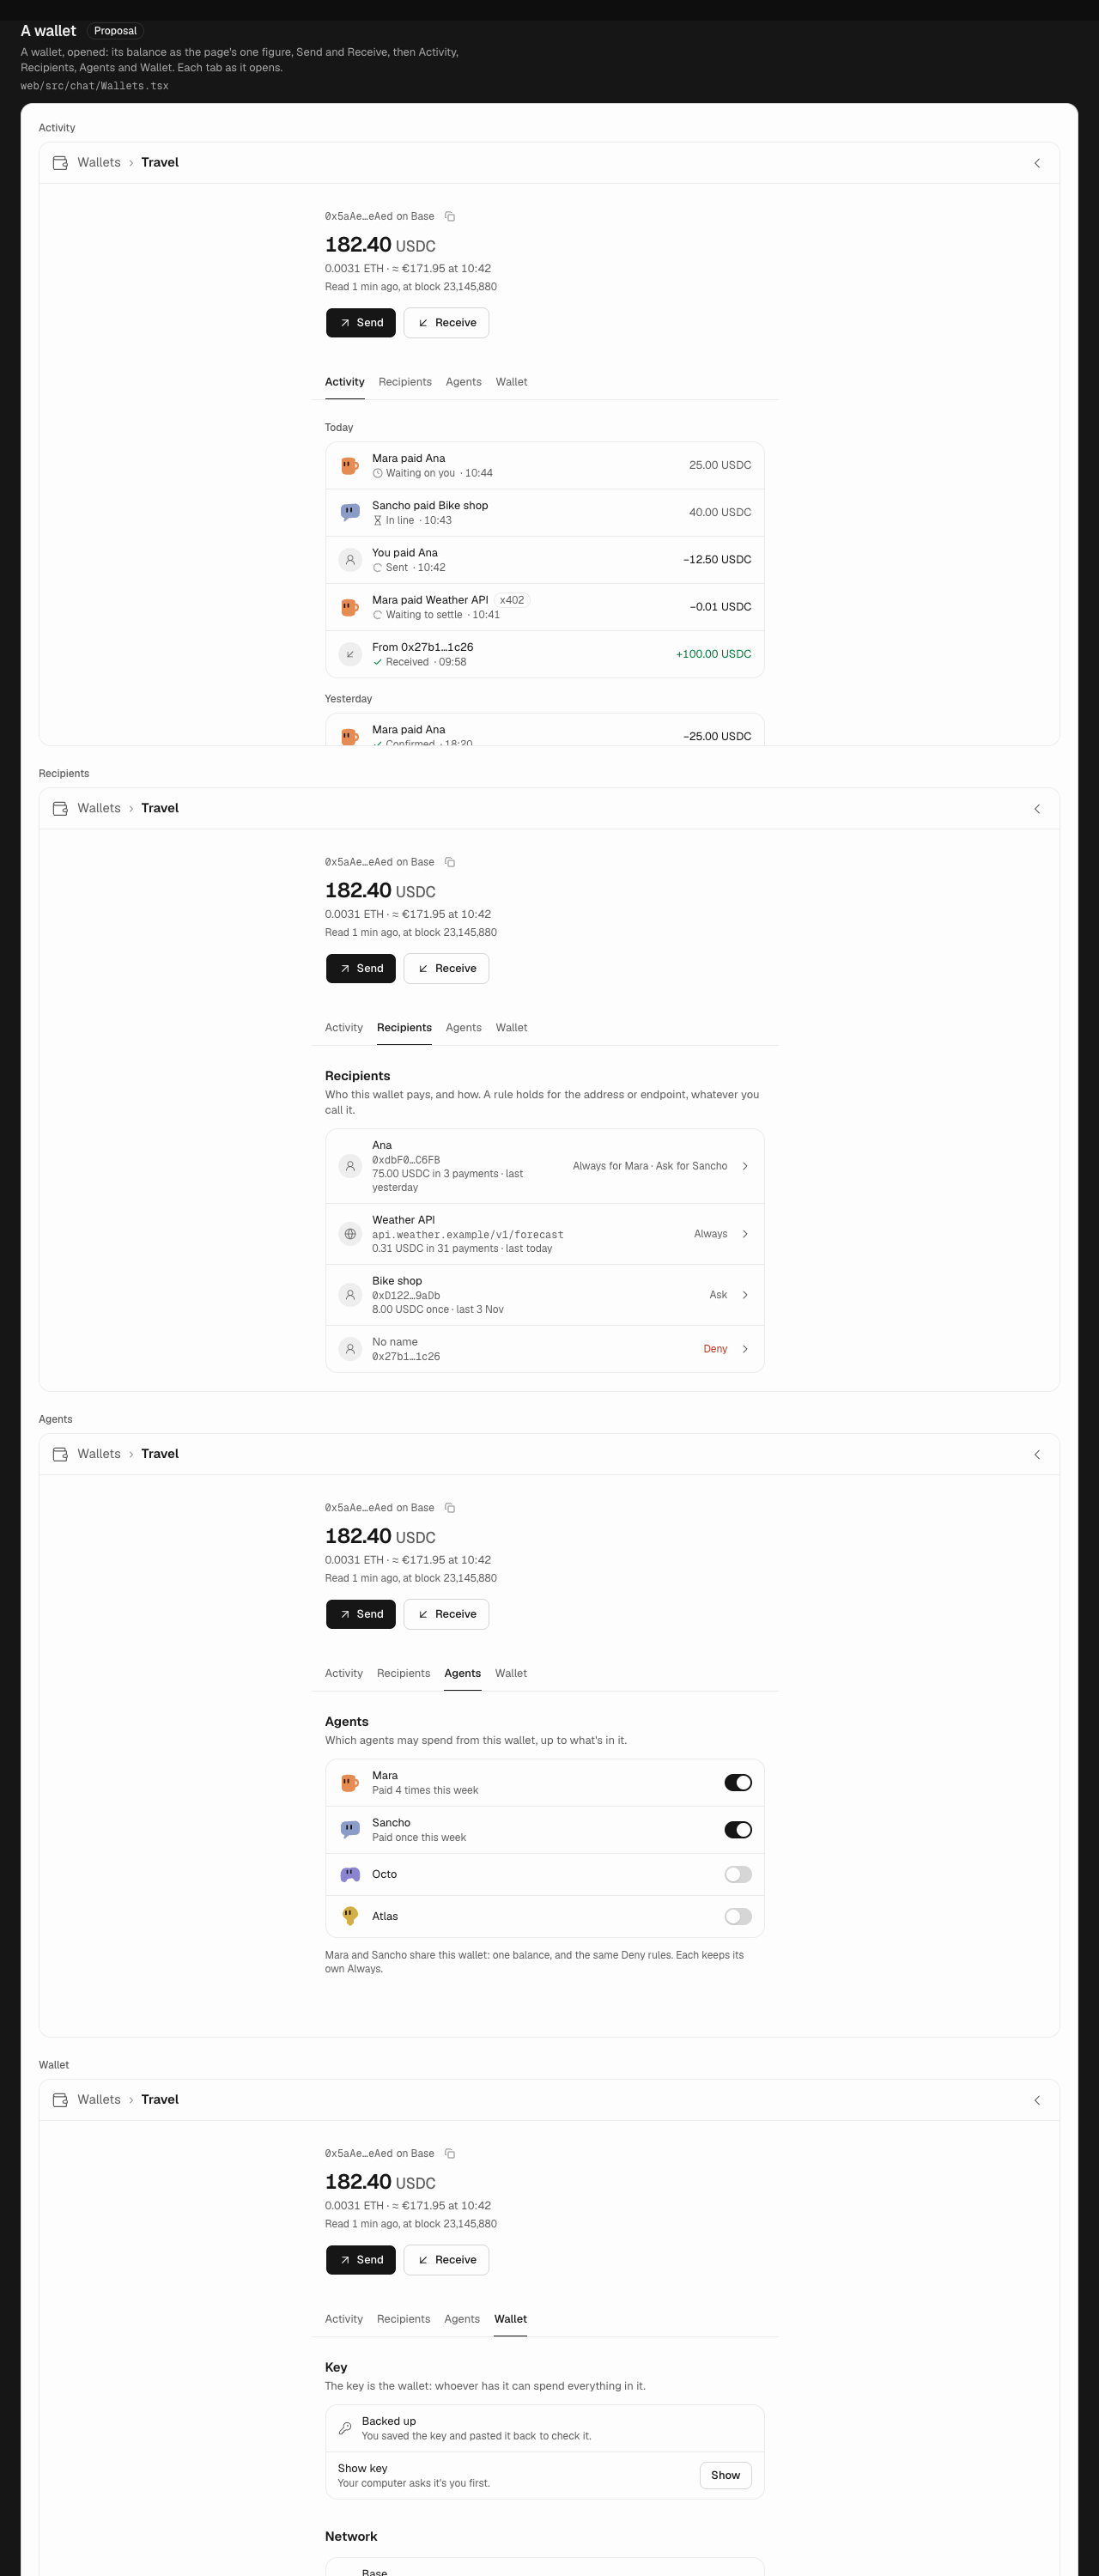 A wallet Proposal
A wallet, opened: its balance as the page's one figure, Send and Receive, then Activity,
Recipients, Agents and Wallet. Each tab as it opens.
web/src/chat/Wallets.tsx
Activity
Wallets › Travel
0x5aAe…eAed on Base
182.40 USDC
0.0031 ETH · ≈ €171.95 at 10:42
Read 1 min ago, at block 23,145,880
Send Receive
Activity Recipients Agents Wallet
Today
Mara paid Ana
Waiting on you · 10:44
25.00 USDC
Sancho paid Bike shop
In line · 10:43
40.00 USDC
You paid Ana
Sent · 10:42
−12.50 USDC
Mara paid Weather API x402
Waiting to settle · 10:41
−0.01 USDC
From 0x27b1…1c26
Received · 09:58
+100.00 USDC
Yesterday
Mara paid Ana
Confirmed · 18:20
−25.00 USDC
Recipients
Wallets › Travel
0x5aAe…eAed on Base
182.40 USDC
0.0031 ETH · ≈ €171.95 at 10:42
Read 1 min ago, at block 23,145,880
Send Receive
Activity Recipients Agents Wallet
Recipients
Who this wallet pays, and how. A rule holds for the address or endpoint, whatever you
call it.
Ana
0xdbF0…C6FB
75.00 USDC in 3 payments · last
yesterday
Always for Mara · Ask for Sancho
Weather API
api.weather.example/v1/forecast
0.31 USDC in 31 payments · last today
Always
Bike shop
0xD122…9aDb
8.00 USDC once · last 3 Nov
Ask
No name
0x27b1…1c26
Deny
Agents
Wallets › Travel
0x5aAe…eAed on Base
182.40 USDC
0.0031 ETH · ≈ €171.95 at 10:42
Read 1 min ago, at block 23,145,880
Send Receive
Activity Recipients Agents Wallet
Agents
Which agents may spend from this wallet, up to what's in it.
Mara
Paid 4 times this week
Sancho
Paid once this week
Octo
Atlas
Mara and Sancho share this wallet: one balance, and the same Deny rules. Each keeps its
own Always.
Wallet
Wallets › Travel
0x5aAe…eAed on Base
182.40 USDC
0.0031 ETH · ≈ €171.95 at 10:42
Read 1 min ago, at block 23,145,880
Send Receive
Activity Recipients Agents Wallet
Key
The key is the wallet: whoever has it can spend everything in it.
Backed up
You saved the key and pasted it back to check it.
Show key
Your computer asks it's you first.
Show
Network
Base